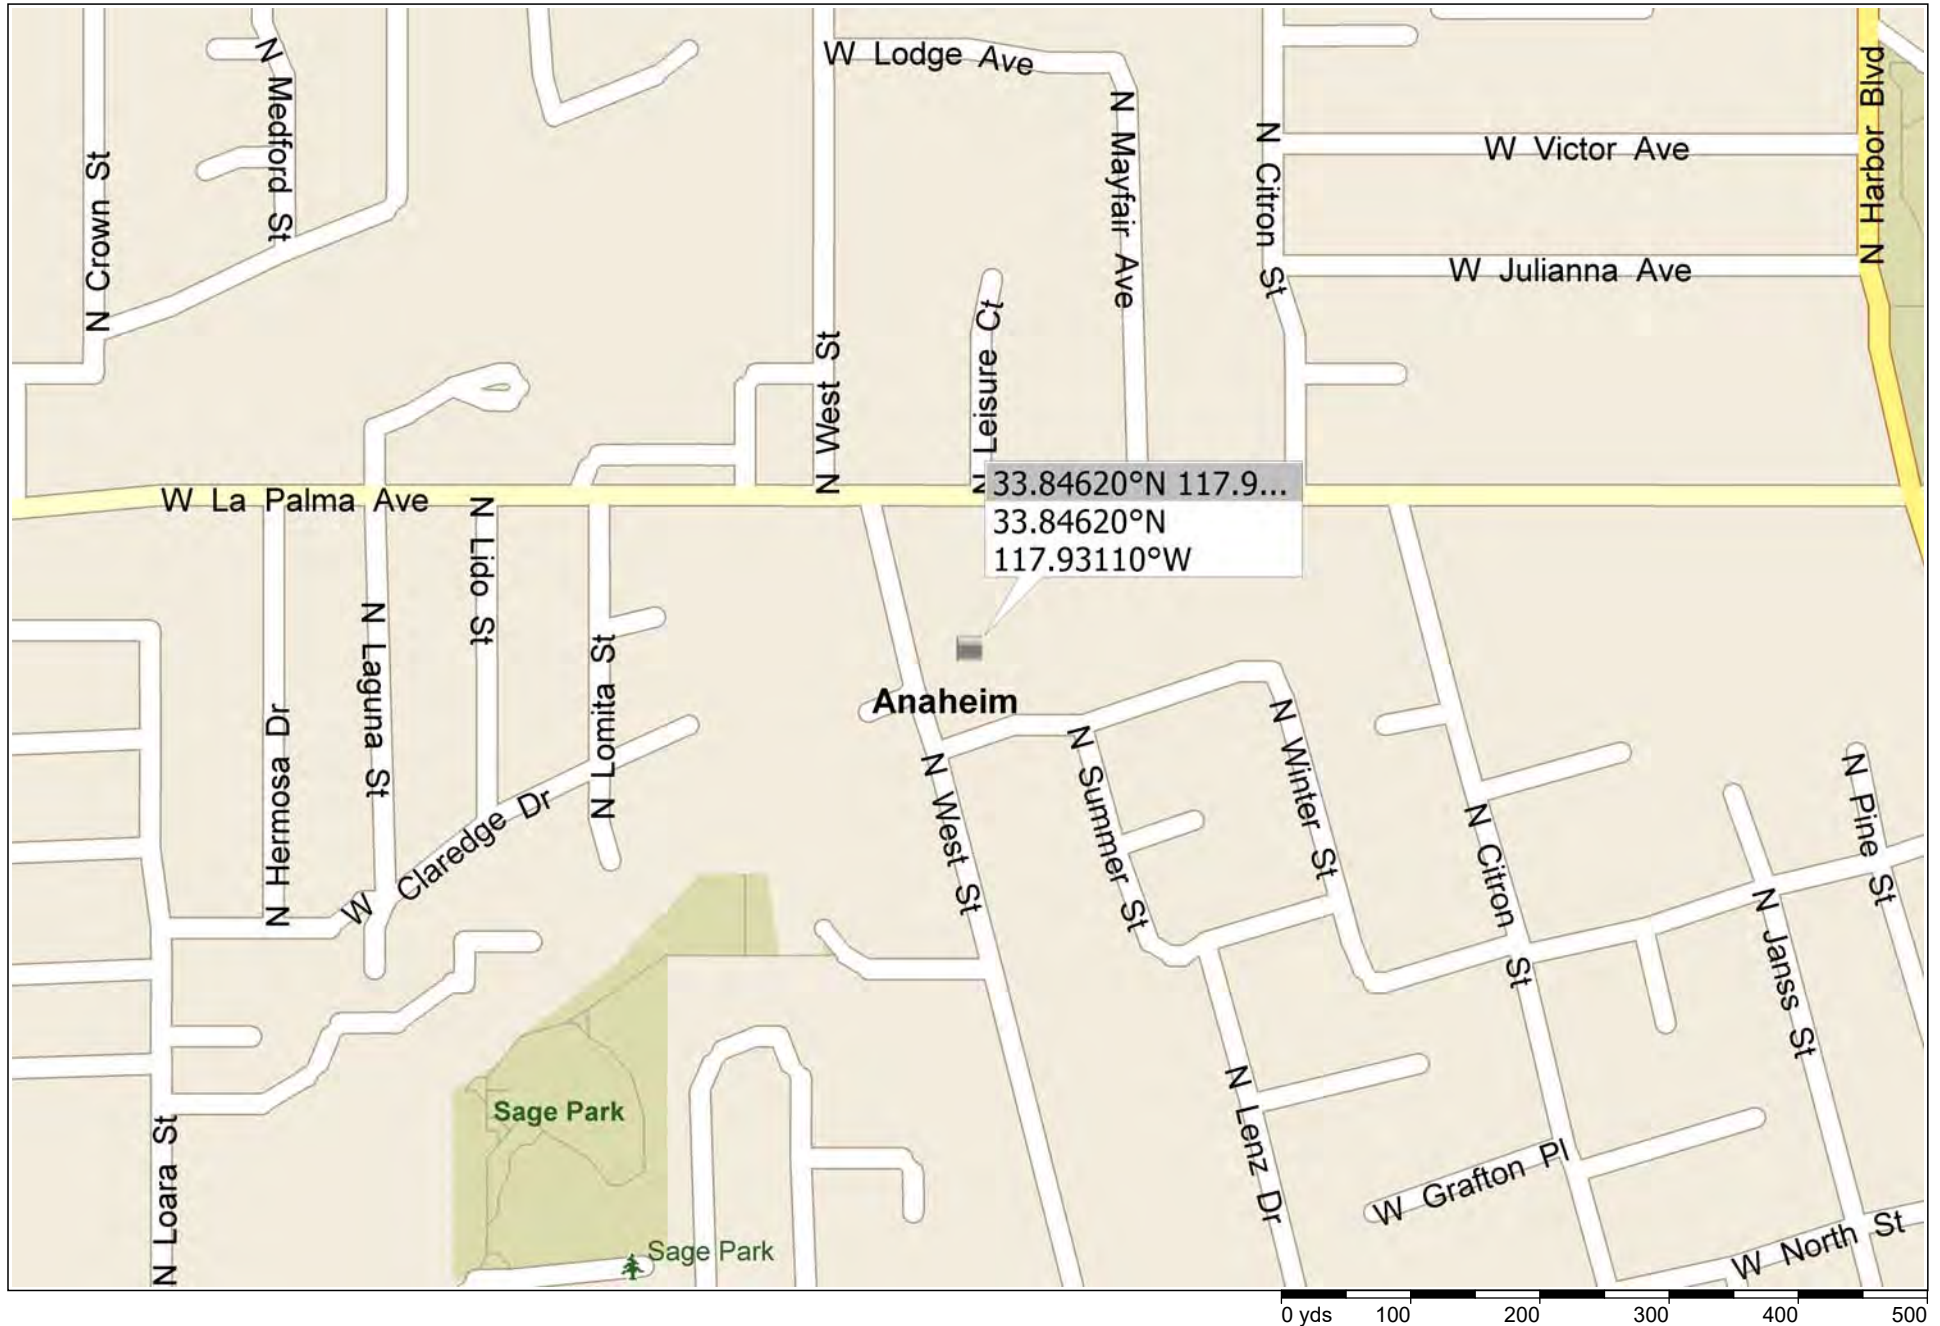 W Lodge Ave
N Medford St
N Crown St
N Mayfair Ave
N Citron St
W Victor Ave
N Harbor Blvd
W Julianna Ave
N West St
N Leisure Ct
33.84620°N 117.9...
33.84620°N
117.93110°W
W La Palma Ave
N Lido St
N Laguna St
N Lomita St
N Hermosa Dr
Anaheim
W Claredge Dr
N West St
N Summer St
N Winter St
N Citron St
N Pine St
N Janss St
N Lenz Dr
Sage Park
N Loara St
W Grafton Pl
Sage Park
W North St
0 yds 100 200 300 400 500